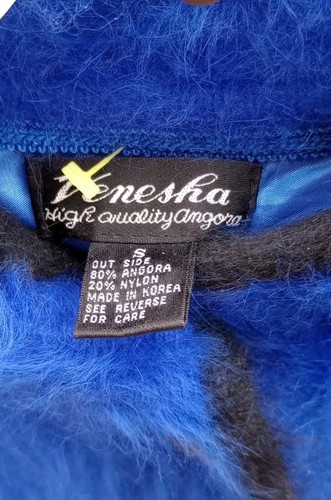 Venesha
High quality angora
S
OUT SIDE
80% ANGORA
20% NYLON
MADE IN KOREA
SEE REVERSE
FOR CARE